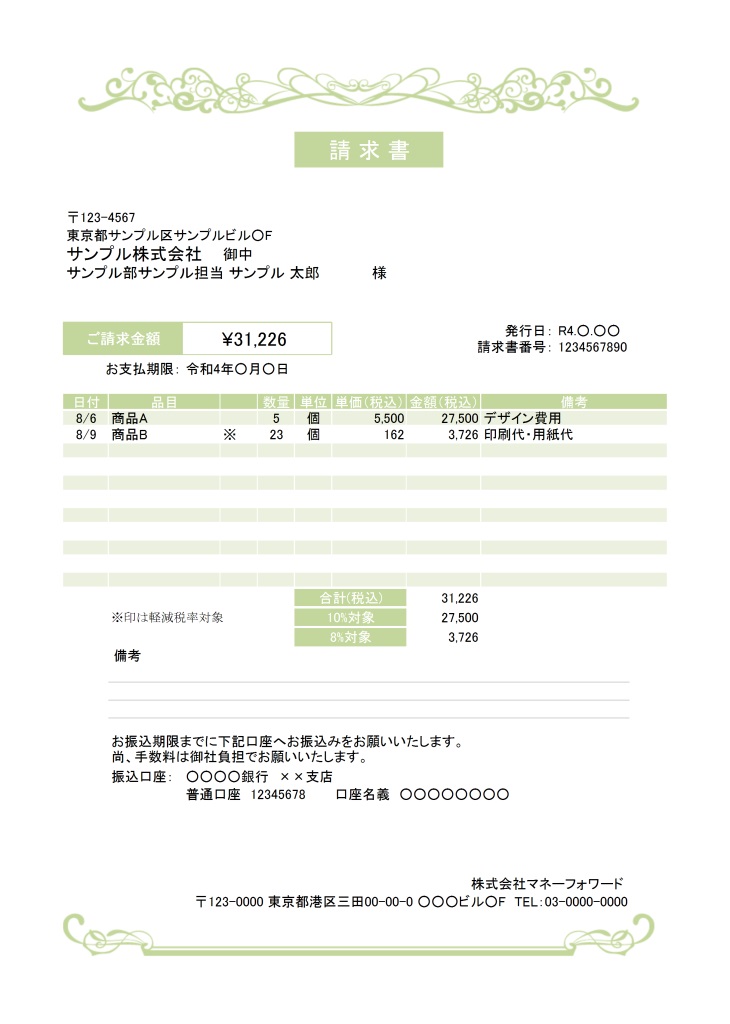 請求書
〒123-4567
東京都サンプル区サンプルビル〇F
サンプル株式会社　御中
サンプル部サンプル担当 サンプル 太郎　　様
ご請求金額　¥31,226
発行日： R4.〇.〇〇
請求書番号： 1234567890
お支払期限： 令和4年〇月〇日
日付 品目 数量 単位 単価(税込) 金額(税込) 備考
8/6 商品A 5 個 5,500 27,500 デザイン費用
8/9 商品B ※ 23 個 162 3,726 印刷代・用紙代
合計(税込) 31,226
※印は軽減税率対象 10%対象 27,500
8%対象 3,726
備考
お振込期限までに下記口座へお振込みをお願いいたします。
尚、手数料は御社負担でお願いいたします。
振込口座： 〇〇〇〇銀行 ××支店
普通口座 12345678　口座名義 〇〇〇〇〇〇〇〇
株式会社マネーフォワード
〒123-0000 東京都港区三田00-00-0 〇〇〇ビル〇F TEL：03-0000-0000